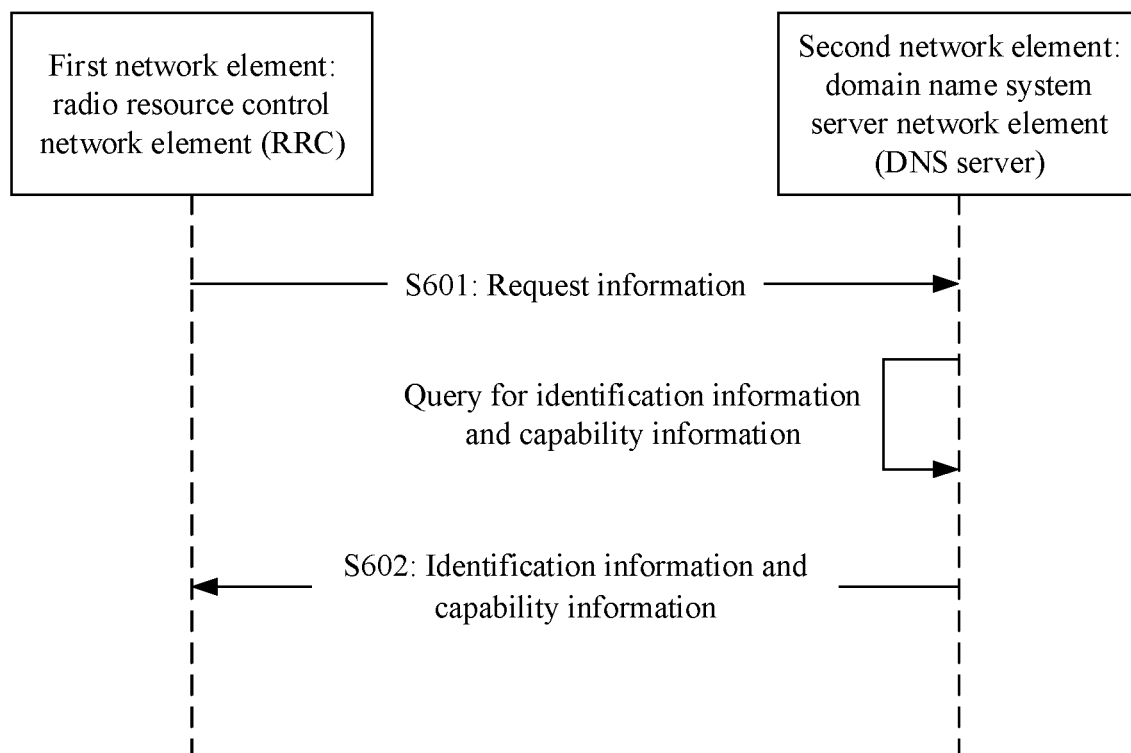 First network element:
radio resource control
network element (RRC)
Second network element:
domain name system
server network element
(DNS server)
S601: Request information
Query for identification information
and capability information
S602: Identification information and
capability information